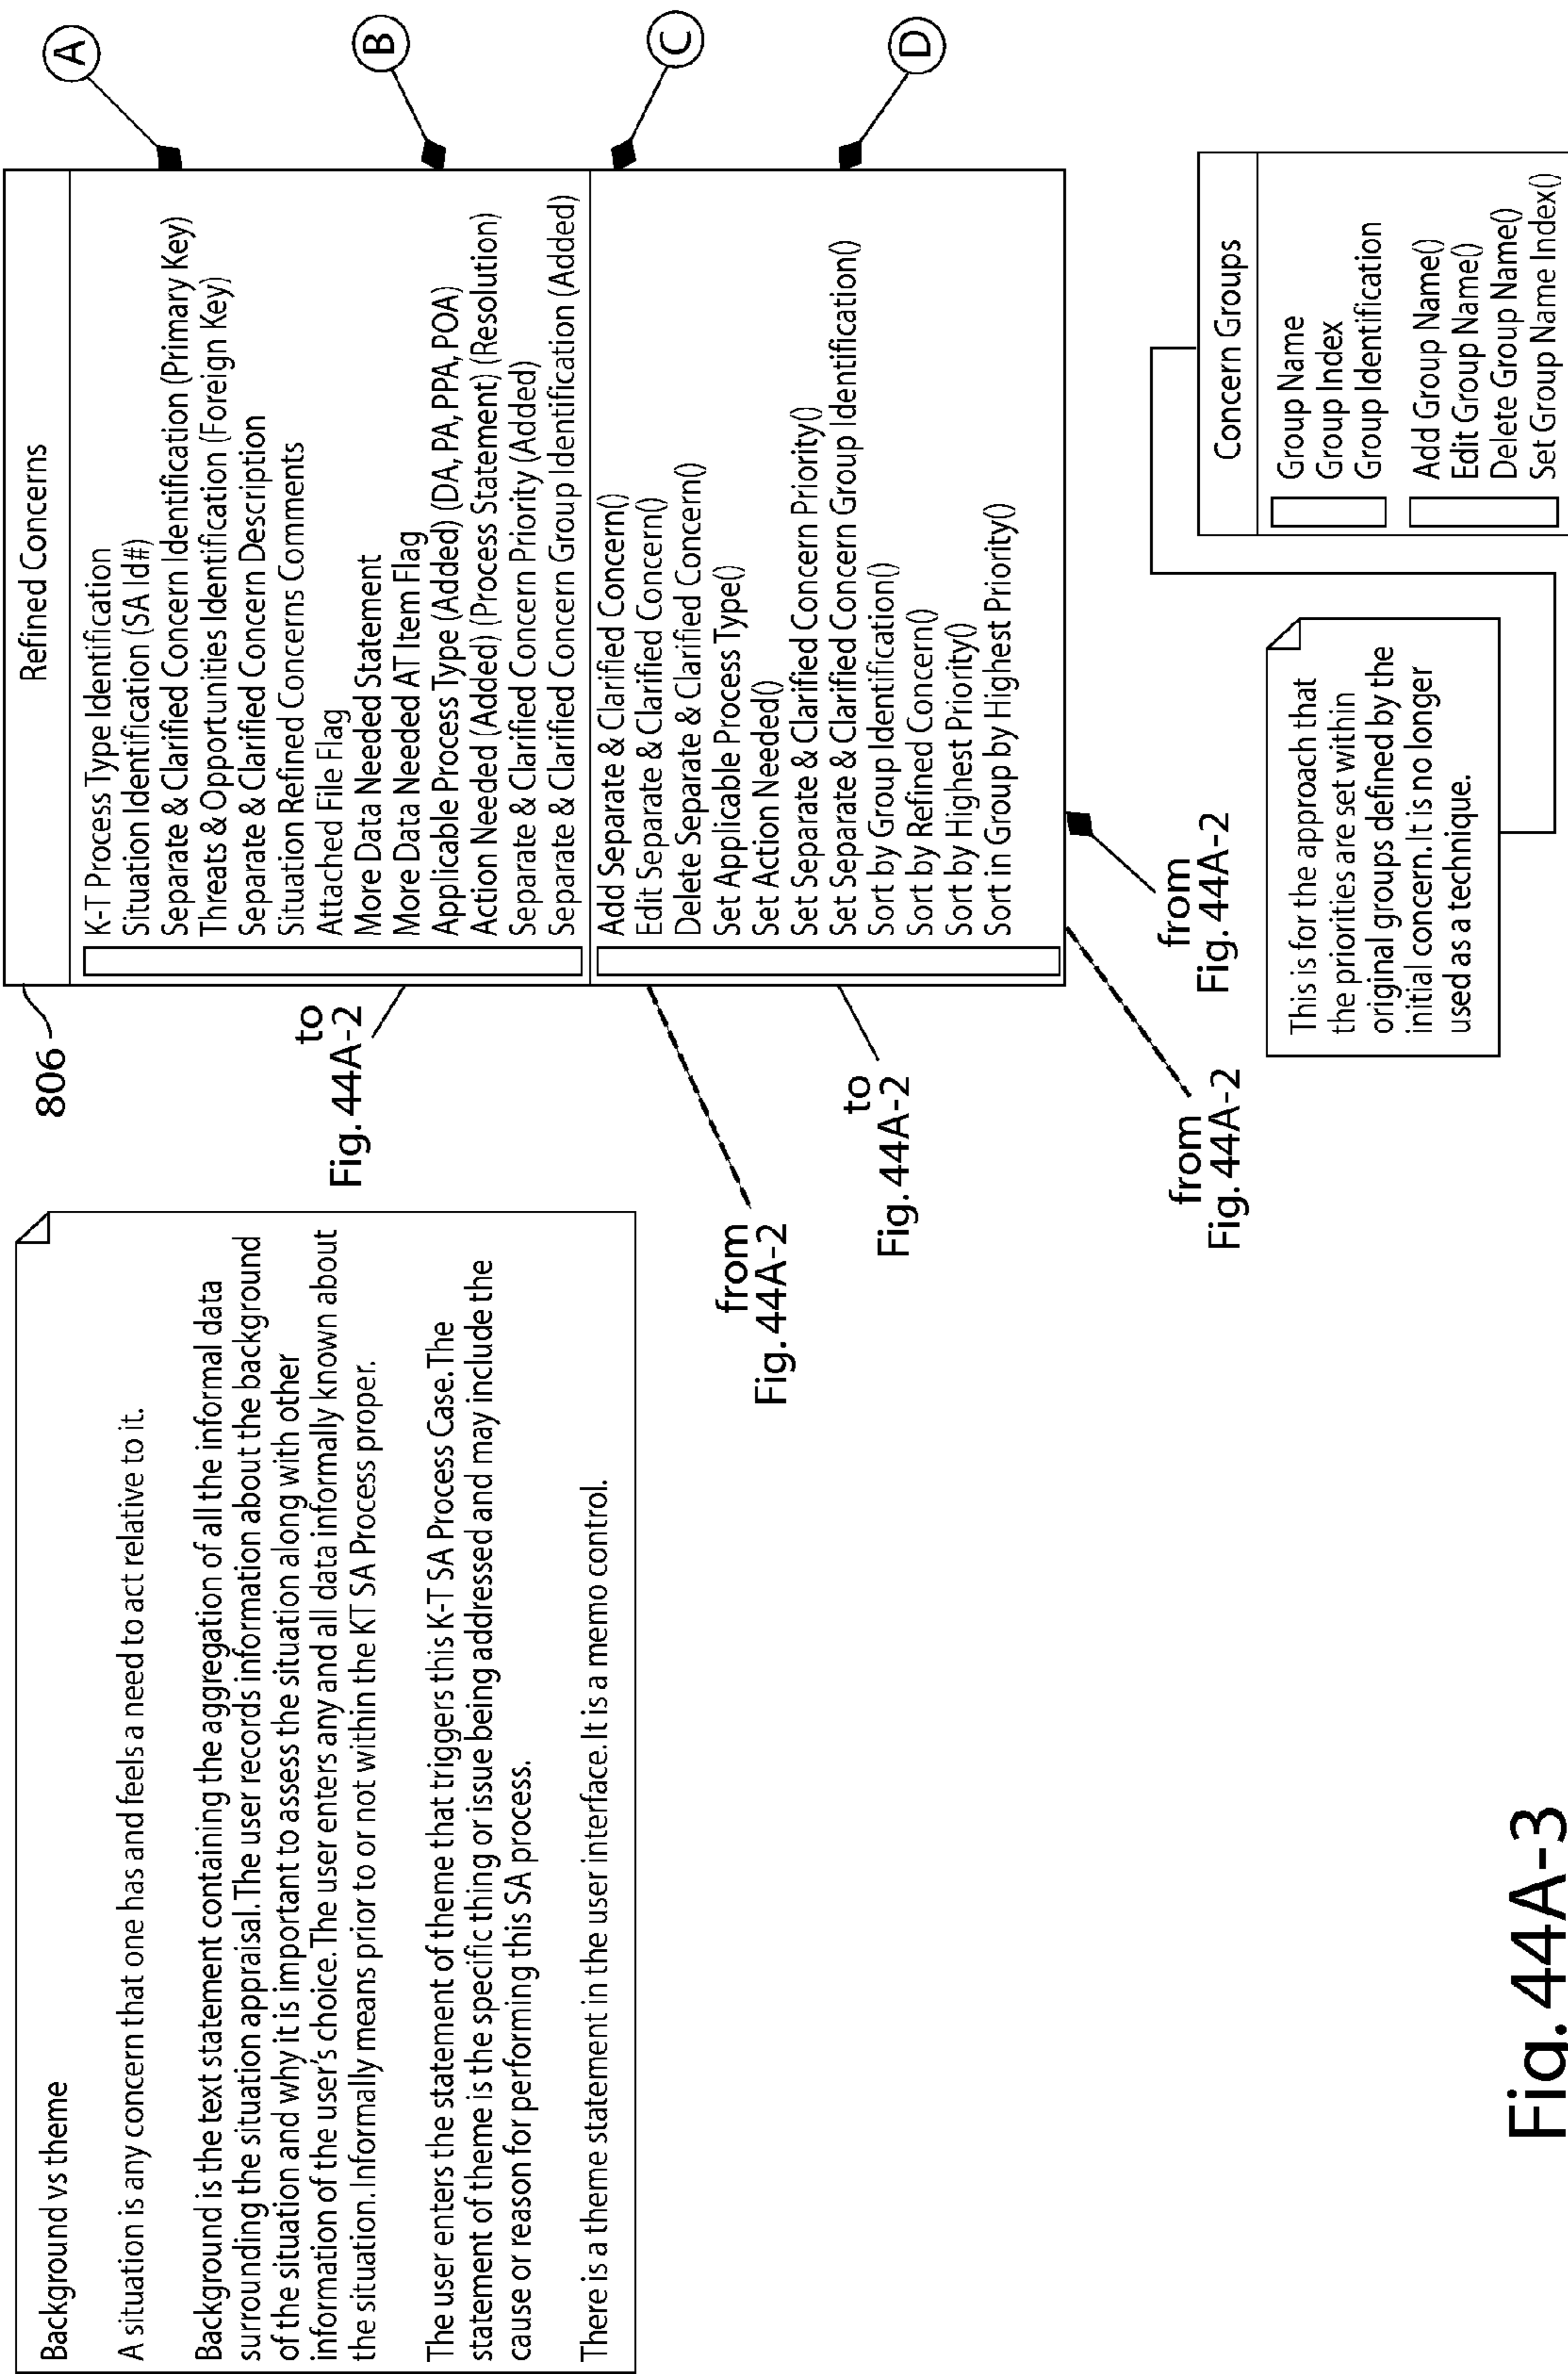 Background vs theme
A situation is any concern that one has and feels a need to act relative to it.
Background is the text statement containing the aggregation of all the informal data
surrounding the situation appraisal. The user records information about the background
of the situation and why it is important to assess the situation along with other
information of the user's choice. The user enters any and all data informally known about
the situation. Informally means prior to or not within the KT SA Process proper.
The user enters the statement of theme that triggers this K-T SA Process Case. The
statement of theme is the specific thing or issue being addressed and may include the
cause or reason for performing this SA process.
There is a theme statement in the user interface. It is a memo control.
806
Refined Concerns
K-T Process Type Identification
Situation Identification (SA Id#)
Separate & Clarified Concern Identification (Primary Key)
Threats & Opportunities Identification (Foreign Key)
Separate & Clarified Concern Description
Situation Refined Concerns Comments
Attached File Flag
More Data Needed Statement
More Data Needed AT Item Flag
Applicable Process Type (Added) (DA, PA, PPA, POA)
Action Needed (Added) (Process Statement) (Resolution)
Separate & Clarified Concern Priority (Added)
Separate & Clarified Concern Group Identification (Added)
Add Separate & Clarified Concern()
Edit Separate & Clarified Concern()
Delete Separate & Clarified Concern()
Set Applicable Process Type()
Set Action Needed()
Set Separate & Clarified Concern Priority()
Set Separate & Clarified Concern Group Identification()
Sort by Group Identification()
Sort by Refined Concern()
Sort by Highest Priority()
Sort in Group by Highest Priority()
A
B
C
D
to
Fig. 44A-2
from
Fig. 44A-2
to
Fig. 44A-2
from
Fig. 44A-2
from
Fig. 44A-2
This is for the approach that
the priorities are set within
original groups defined by the
initial concern. It is no longer
used as a technique.
Concern Groups
Group Name
Group Index
Group Identification
Add Group Name()
Edit Group Name()
Delete Group Name()
Set Group Name Index()
Fig. 44A-3